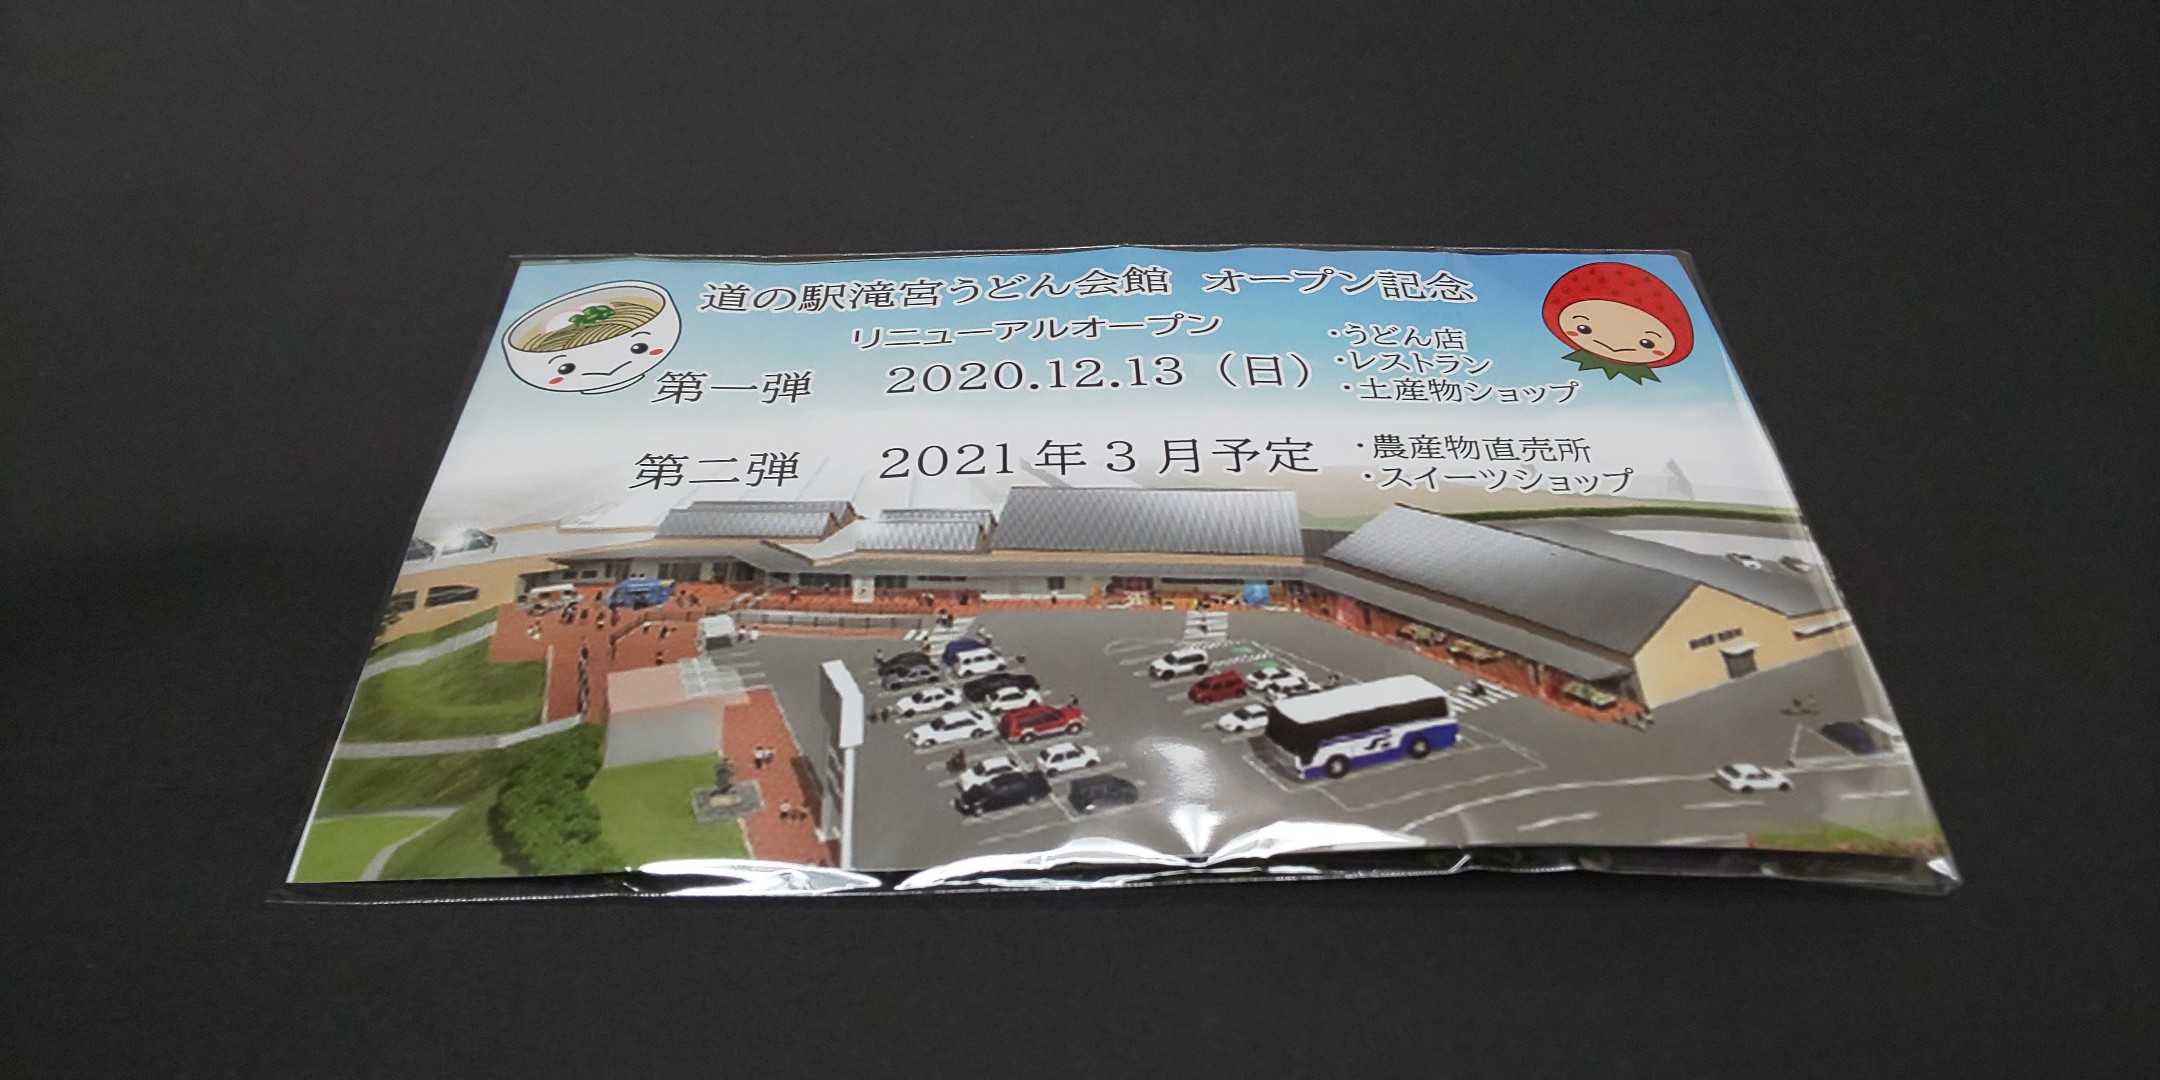 道の駅滝宮うどん会館 オープン記念
リニューアルオープン
第一弾 2020.12.13（日）
・うどん店
・レストラン
・土産物ショップ
第二弾 2021年3月予定
・農産物直売所
・スイーツショップ